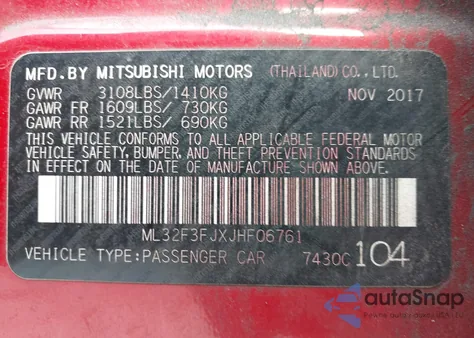 MFD.BY MITSUBISHI MOTORS (THAILAND) CO., LTD.
GVWR 3108LBS/1410KG NOV 2017
GAWR FR 1609LBS/ 730KG
GAWR RR 1521LBS/ 690KG
THIS VEHICLE CONFORMS TO ALL APPLICABLE FEDERAL MOTOR
VEHICLE SAFETY, BUMPER, AND THEFT PREVENTION STANDARDS
IN EFFECT ON THE DATE OF MANUFACTURE SHOWN ABOVE.
ML32F3FJXJHF06761
VEHICLE TYPE:PASSENGER CAR 7430C 104
autoSnap